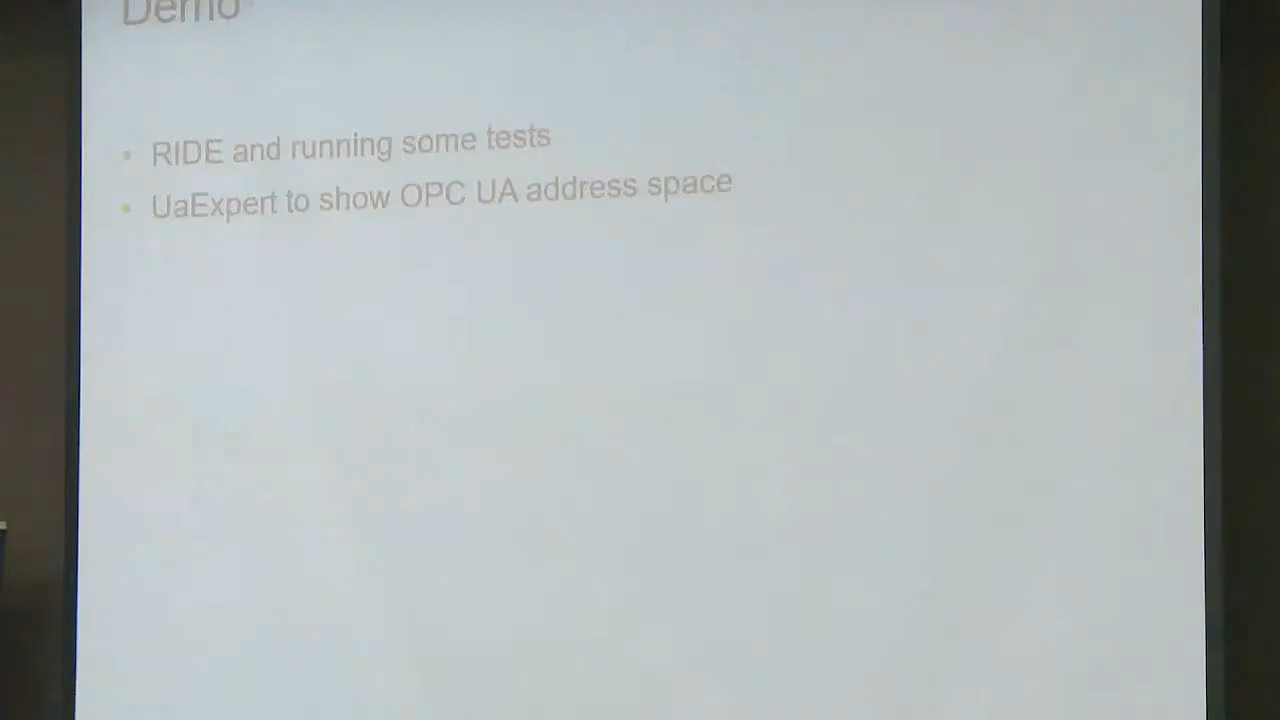 Demo
• RIDE and running some tests
• UaExpert to show OPC UA address space